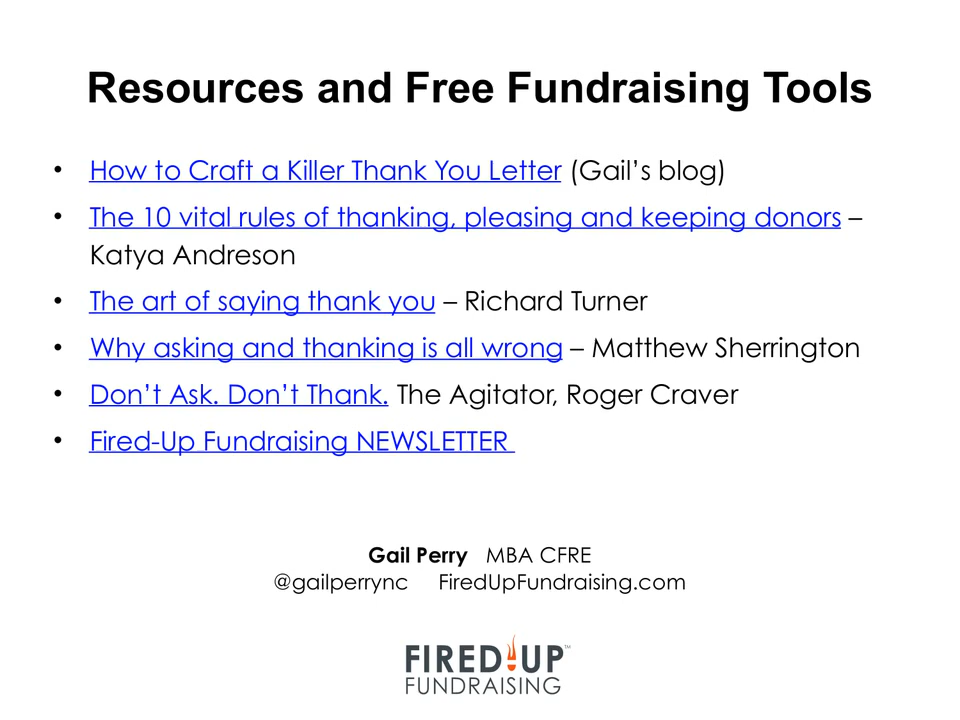 Resources and Free Fundraising Tools
• How to Craft a Killer Thank You Letter (Gail’s blog)
• The 10 vital rules of thanking, pleasing and keeping donors –
Katya Andreson
• The art of saying thank you – Richard Turner
• Why asking and thanking is all wrong – Matthew Sherrington
• Don’t Ask. Don’t Thank. The Agitator, Roger Craver
• Fired-Up Fundraising NEWSLETTER
Gail Perry MBA CFRE
@gailperrync FiredUpFundraising.com
FIRED UP™
FUNDRAISING